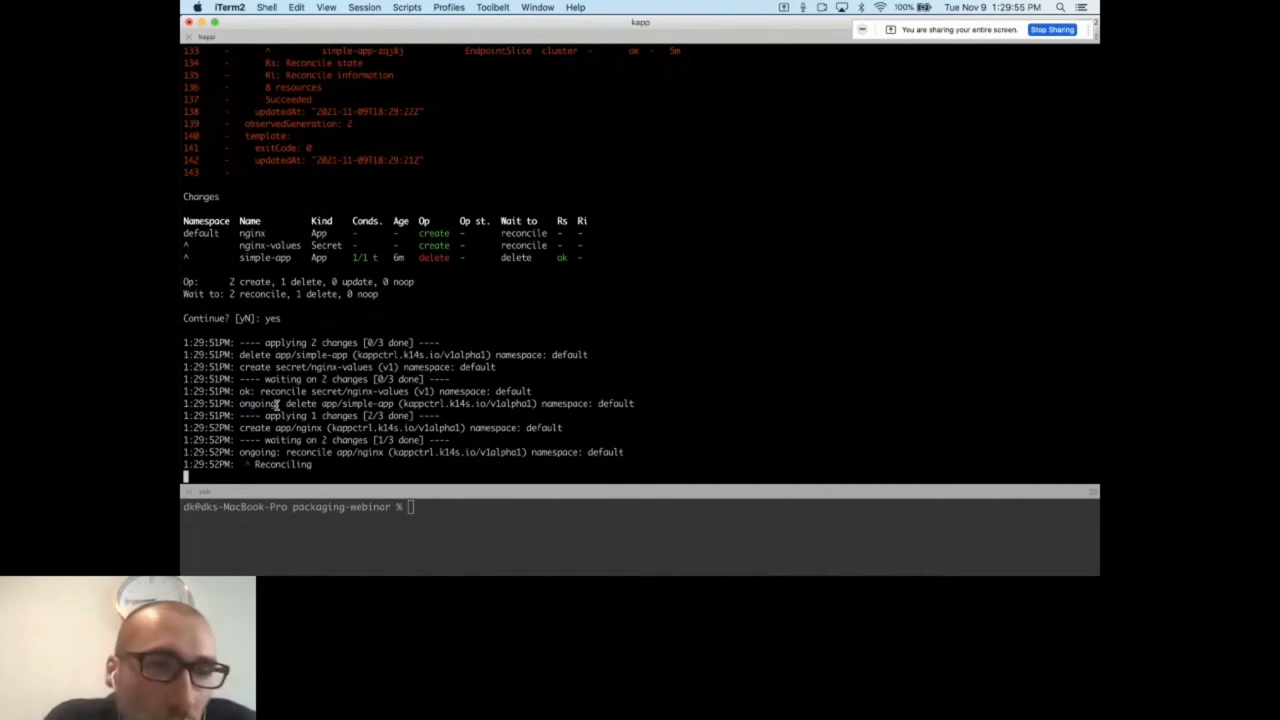 iTerm2 Shell Edit View Session Scripts Profiles Toolbelt Window Help 100% Tue Nov 9 1:29:56 PM
kapp
You are sharing your entire screen. Stop Sharing
kapp
133 - ^ simple-app-zqj8j EndpointSlice cluster - ok - 5m
134 - Rs: Reconcile state
135 - Ri: Reconcile information
136 - 8 resources
137 - Succeeded
138 - updatedAt: "2021-11-09T18:29:22Z"
139 - observedGeneration: 2
140 - template:
141 - exitCode: 0
142 - updatedAt: "2021-11-09T18:29:21Z"
143 -
Changes
Namespace Name Kind Conds. Age Op Op st. Wait to Rs Ri
default nginx App - - create - reconcile - -
^ nginx-values Secret - - create - reconcile - -
^ simple-app App 1/1 t 6m delete - delete ok -
Op: 2 create, 1 delete, 0 update, 0 noop
Wait to: 2 reconcile, 1 delete, 0 noop
Continue? [yN]: yes
1:29:51PM: ---- applying 2 changes [0/3 done] ----
1:29:51PM: delete app/simple-app (kappctrl.k14s.io/v1alpha1) namespace: default
1:29:51PM: create secret/nginx-values (v1) namespace: default
1:29:51PM: ---- waiting on 2 changes [0/3 done] ----
1:29:51PM: ok: reconcile secret/nginx-values (v1) namespace: default
1:29:51PM: ongoing: delete app/simple-app (kappctrl.k14s.io/v1alpha1) namespace: default
1:29:51PM: ---- applying 1 changes [2/3 done] ----
1:29:52PM: create app/nginx (kappctrl.k14s.io/v1alpha1) namespace: default
1:29:52PM: ---- waiting on 2 changes [1/3 done] ----
1:29:52PM: ongoing: reconcile app/nginx (kappctrl.k14s.io/v1alpha1) namespace: default
1:29:52PM: ^ Reconciling
zsh
dk@dks-MacBook-Pro packaging-webinar %